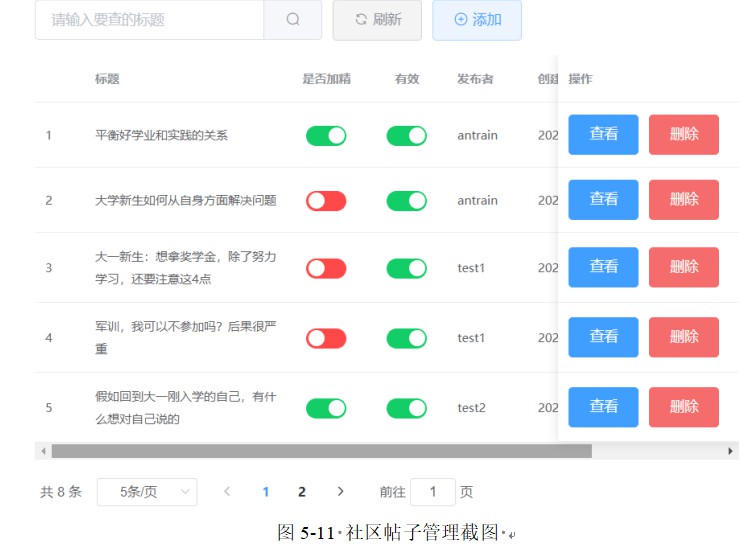 请输入要查的标题 刷新 添加
标题 是否加精 有效 发布者 创建 操作
1 平衡好学业和实践的关系 antrain 202 查看 删除
2 大学新生如何从自身方面解决问题 antrain 202 查看 删除
3 大一新生：想拿奖学金，除了努力 test1 202 查看 删除
学习，还要注意这4点
4 军训，我可以不参加吗？后果很严 test1 202 查看 删除
重
5 假如回到大一刚入学的自己，有什 test2 202 查看 删除
么想对自己说的
共 8 条 5条/页 1 2 前往 1 页
图 5-11 社区帖子管理截图